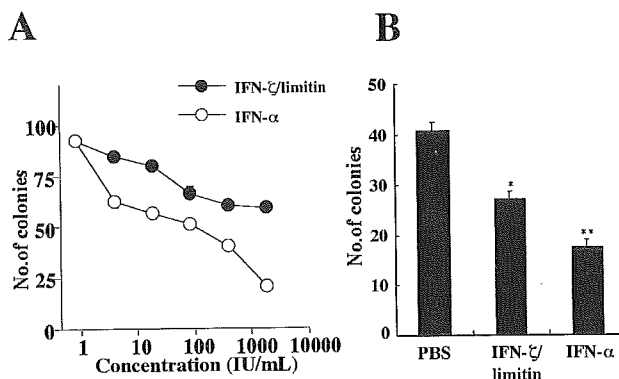 A
IFN-ζ/limitin
IFN-α
100
75
50
25
0
No.of colonies
1 10 100 1000 10000
Concentration (IU/mL)
B
50
40
30
20
10
0
No.of colonies
*
**
PBS IFN-ζ/ IFN-α
limitin